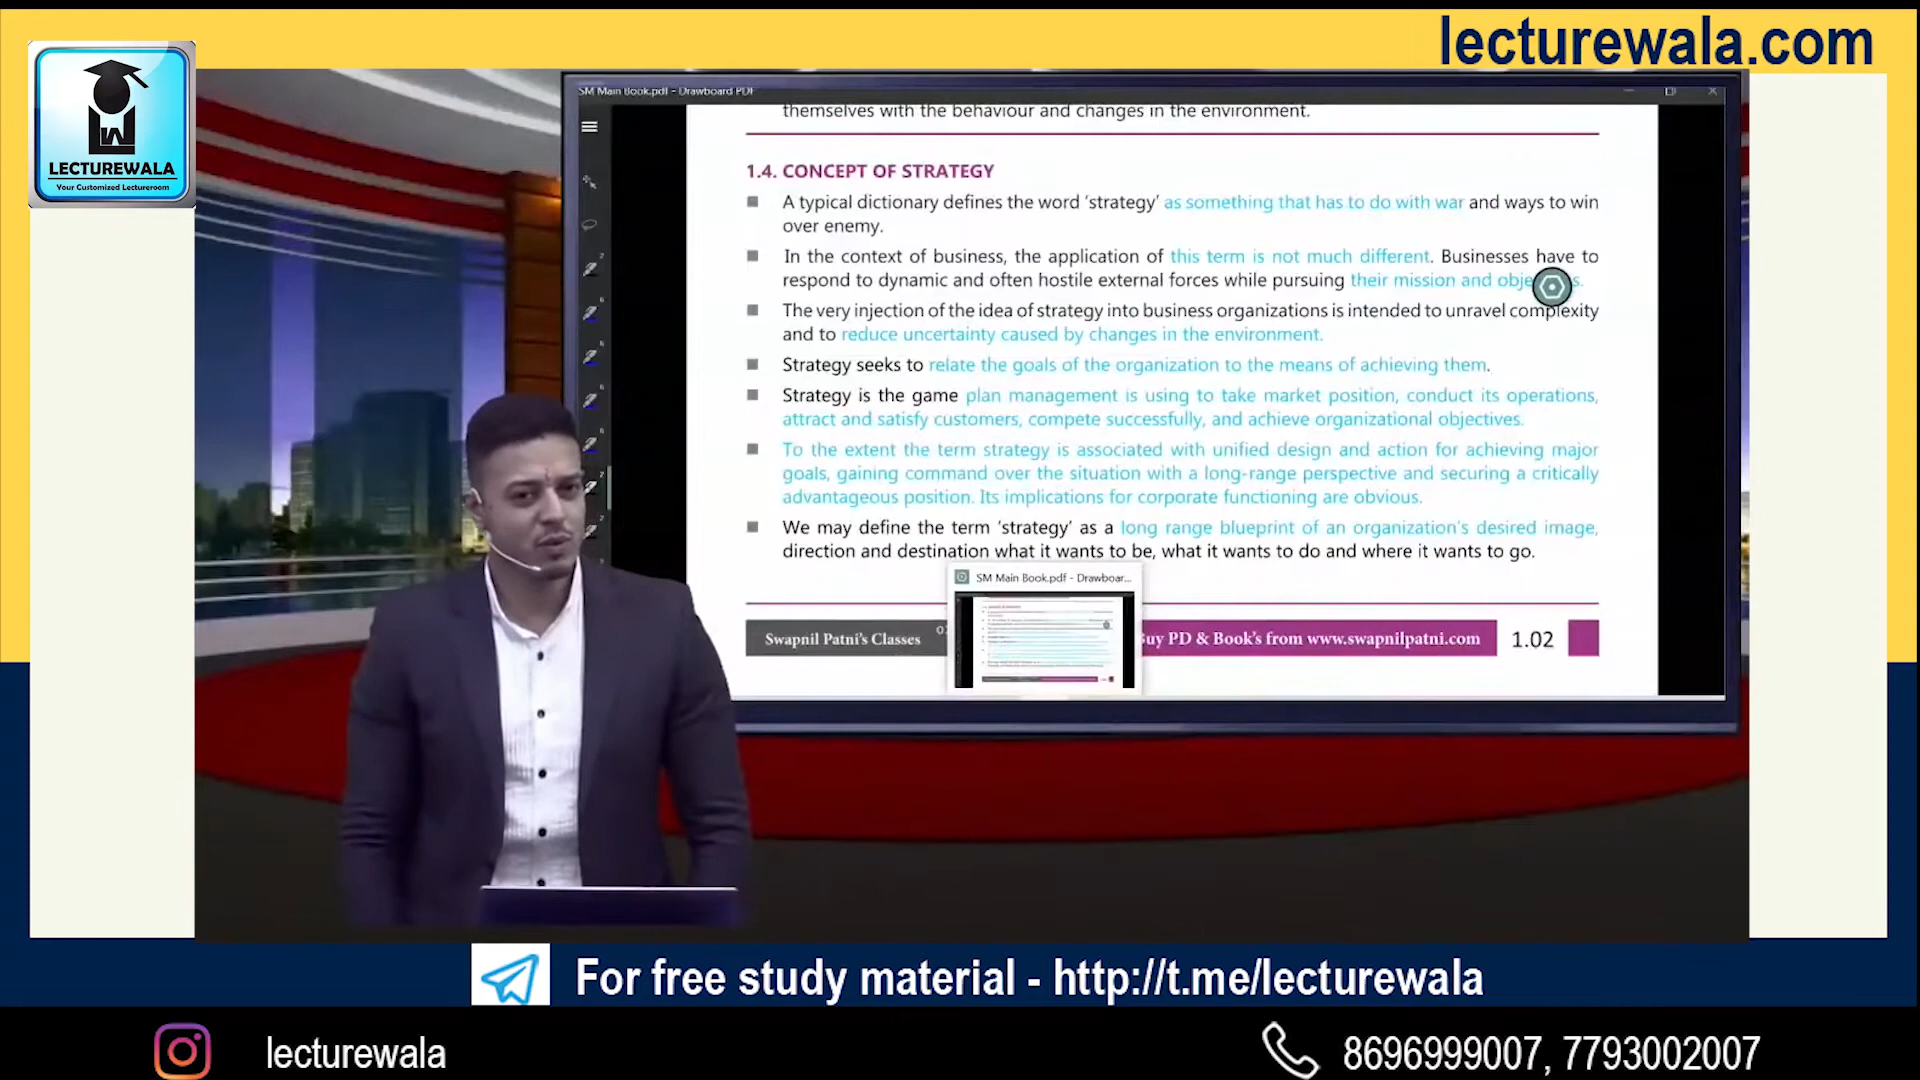 lecturewala.com
LW
LECTUREWALA
Your Customized Lectureroom
SM Main Book.pdf - Drawboard PDF
themselves with the behaviour and changes in the environment.
1.4. CONCEPT OF STRATEGY
■ A typical dictionary defines the word ‘strategy’ as something that has to do with war and ways to win
over enemy.
■ In the context of business, the application of this term is not much different. Businesses have to
respond to dynamic and often hostile external forces while pursuing their mission and
■ The very injection of the idea of strategy into business organizations is intended to unravel complexity
and to reduce uncertainty caused by changes in the environment.
■ Strategy seeks to relate the goals of the organization to the means of achieving them.
■ Strategy is the game plan management is using to take market position, conduct its operations,
attract and satisfy customers, compete successfully, and achieve organizational objectives.
■ To the extent the term strategy is associated with unified design and action for achieving major
goals, gaining command over the situation with a long-range perspective and securing a critically
advantageous position. Its implications for corporate functioning are obvious.
■ We may define the term ‘strategy’ as a long range blueprint of an organization’s desired image,
direction and destination what it wants to be, what it wants to do and where it wants to go.
SM Main Book.pdf - Drawboar...
Swapnil Patni’s Classes
uy PD & Book’s from www.swapnilpatni.com
1.02
For free study material - http://t.me/lecturewala
lecturewala
8696999007, 7793002007